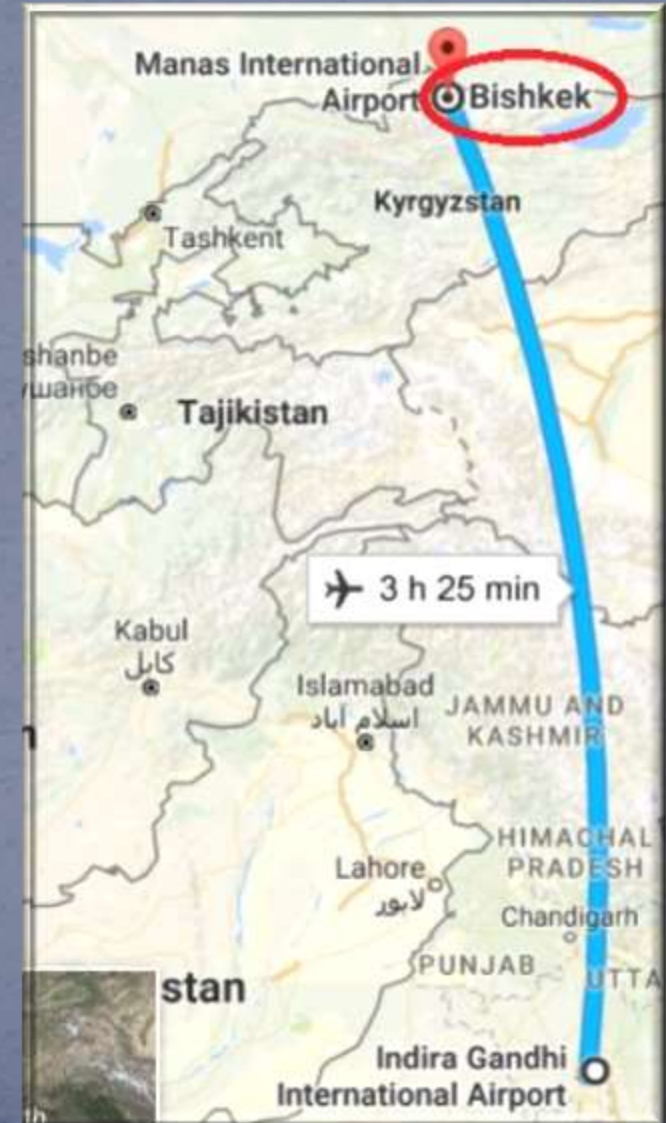 Manas International
Airport
Bishkek
Kyrgyzstan
Tashkent
shanbe
Tajikistan
3 h 25 min
Kabul
کابل
Islamabad
اسلام آباد
JAMMU AND
KASHMIR
HIMACHAL
PRADESH
Lahore
لاہور
Chandigarh
PUNJAB
UTTA
stan
Indira Gandhi
International Airport